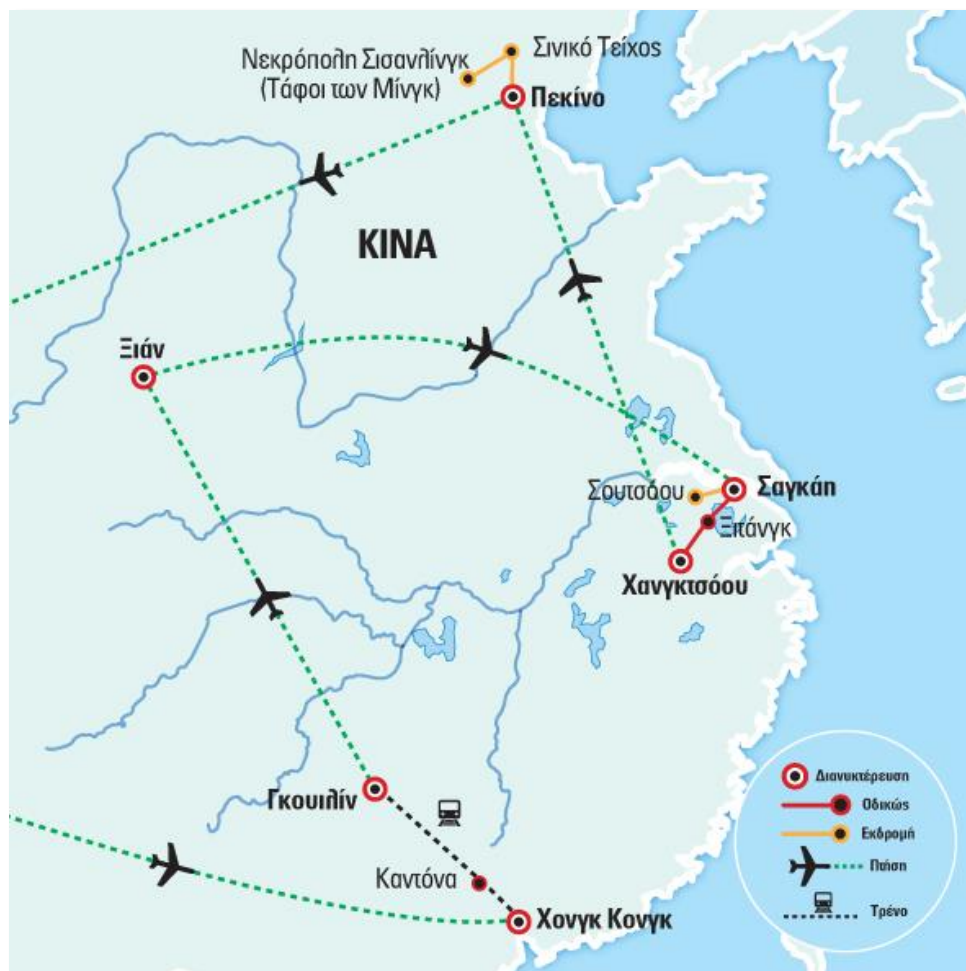 Σινικό Τείχος
Νεκρόπολη Σισανλίνγκ
(Τάφοι των Μίνγκ)
Πεκίνο
ΚΙΝΑ
Ξιάν
Σουτσόου
Σαγκάη
Ξιτάνγκ
Χανγκτσόου
Γκουιλίν
Καντόνα
Χονγκ Κονγκ
Διανυκτέρευση
Οδικώς
Εκδρομή
Πτήση
Τρένο